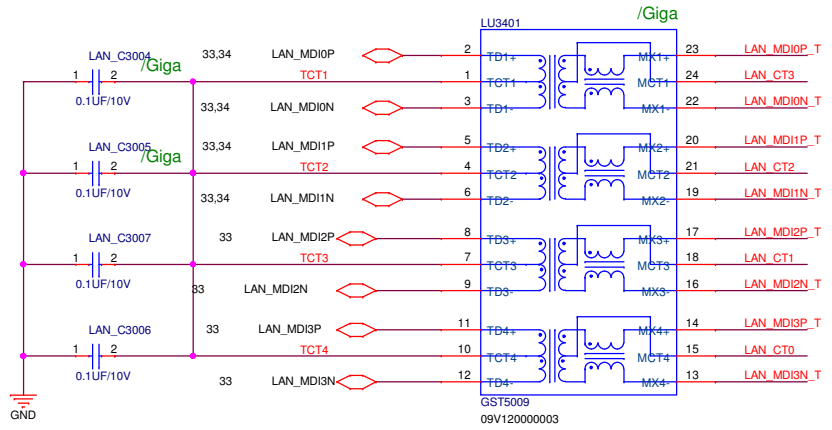 /Giga
LU3401
LAN_C3004
/Giga
1 2
0.1UF/10V
33,34 LAN_MDI0P 2 TD1+ MX1+ 23 LAN_MDI0P_T
TCT1 1 TCT1 MCT1 24 LAN_CT3
33,34 LAN_MDI0N 3 TD1- MX1- 22 LAN_MDI0N_T
LAN_C3005
/Giga
1 2
0.1UF/10V
33,34 LAN_MDI1P 5 TD2+ MX2+ 20 LAN_MDI1P_T
TCT2 4 TCT2 MCT2 21 LAN_CT2
33,34 LAN_MDI1N 6 TD2- MX2- 19 LAN_MDI1N_T
LAN_C3007
1 2
0.1UF/10V
33 LAN_MDI2P 8 TD3+ MX3+ 17 LAN_MDI2P_T
TCT3 7 TCT3 MCT3 18 LAN_CT1
33 LAN_MDI2N 9 TD3- MX3- 16 LAN_MDI2N_T
LAN_C3006
1 2
0.1UF/10V
33 LAN_MDI3P 11 TD4+ MX4+ 14 LAN_MDI3P_T
TCT4 10 TCT4 MCT4 15 LAN_CT0
33 LAN_MDI3N 12 TD4- MX4- 13 LAN_MDI3N_T
GND
GST5009
09V120000003